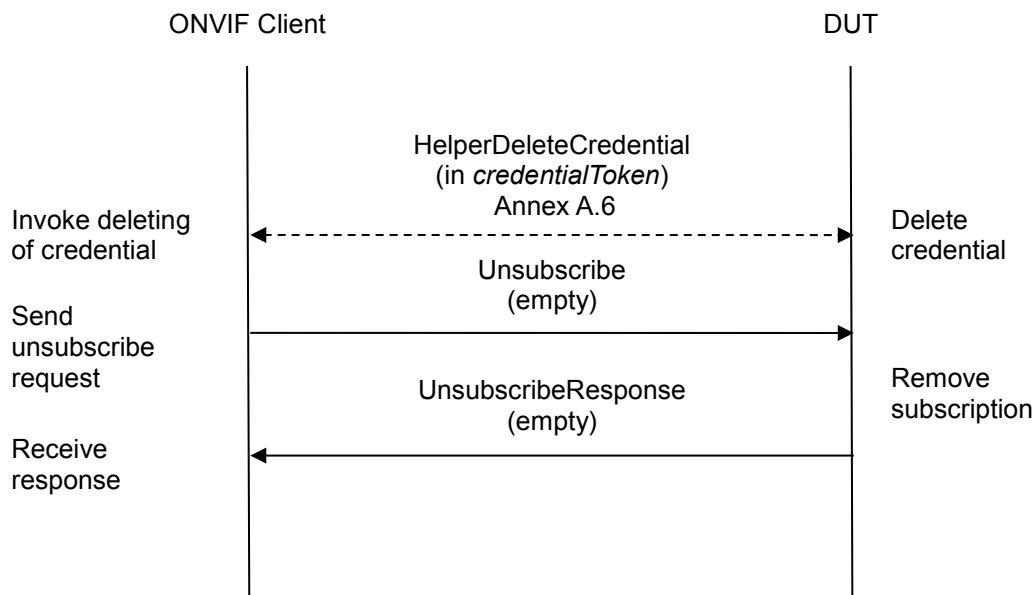 ONVIF Client
DUT
HelperDeleteCredential
(in credentialToken)
Annex A.6
Invoke deleting
of credential
Delete
credential
Unsubscribe
(empty)
Send
unsubscribe
request
UnsubscribeResponse
(empty)
Remove
subscription
Receive
response